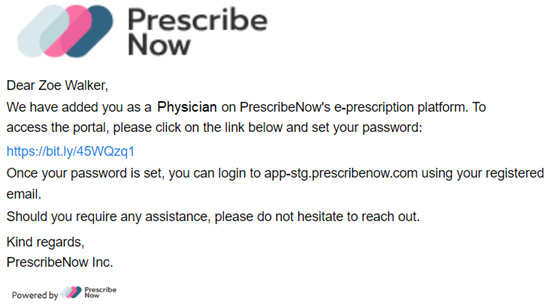 Prescribe
Now
Dear Zoe Walker,
We have added you as a Physician on PrescribeNow's e-prescription platform. To
access the portal, please click on the link below and set your password:
https://bit.ly/45WQzq1
Once your password is set, you can login to app-stg.prescribenow.com using your registered
email.
Should you require any assistance, please do not hesitate to reach out.
Kind regards,
PrescribeNow Inc.
Powered by Prescribe
Now